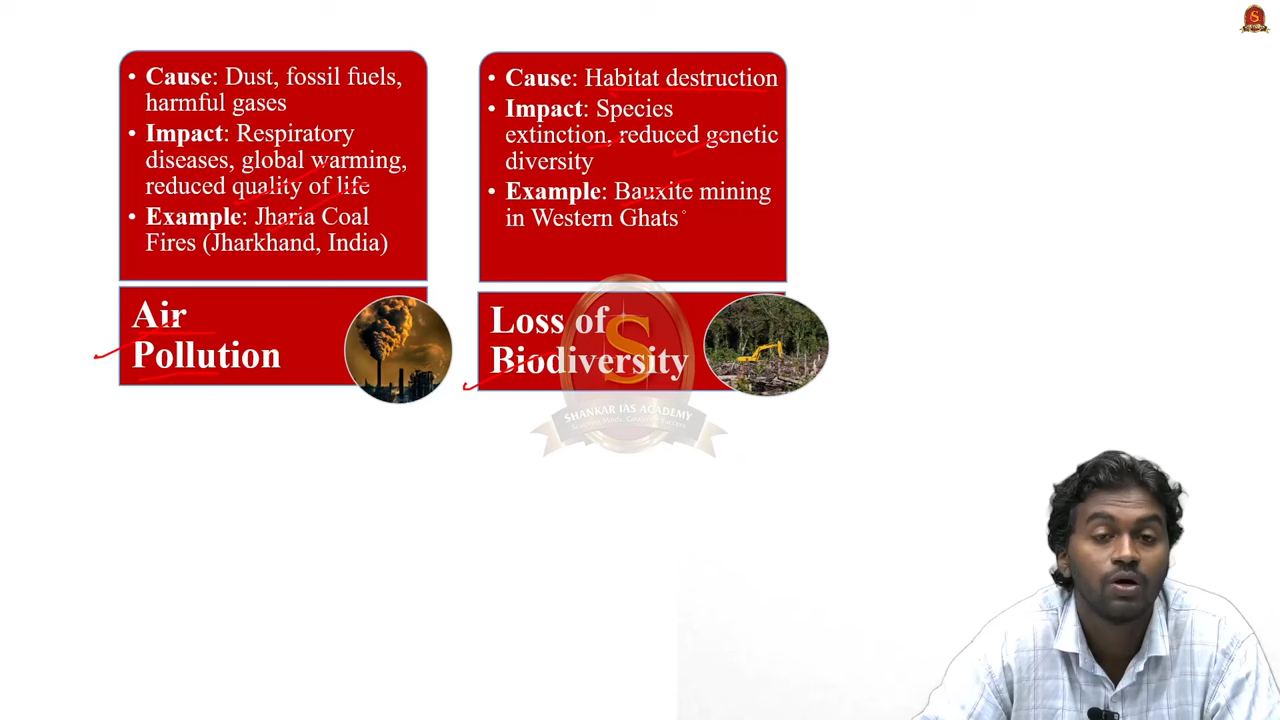 • Cause: Dust, fossil fuels,
harmful gases
• Impact: Respiratory
diseases, global warming,
reduced quality of life
• Example: Jharia Coal
Fires (Jharkhand, India)
Air
Pollution
• Cause: Habitat destruction
• Impact: Species
extinction, reduced genetic
diversity
• Example: Bauxite mining
in Western Ghats
Loss of
Biodiversity
S
SHANKAR IAS ACADEMY
S